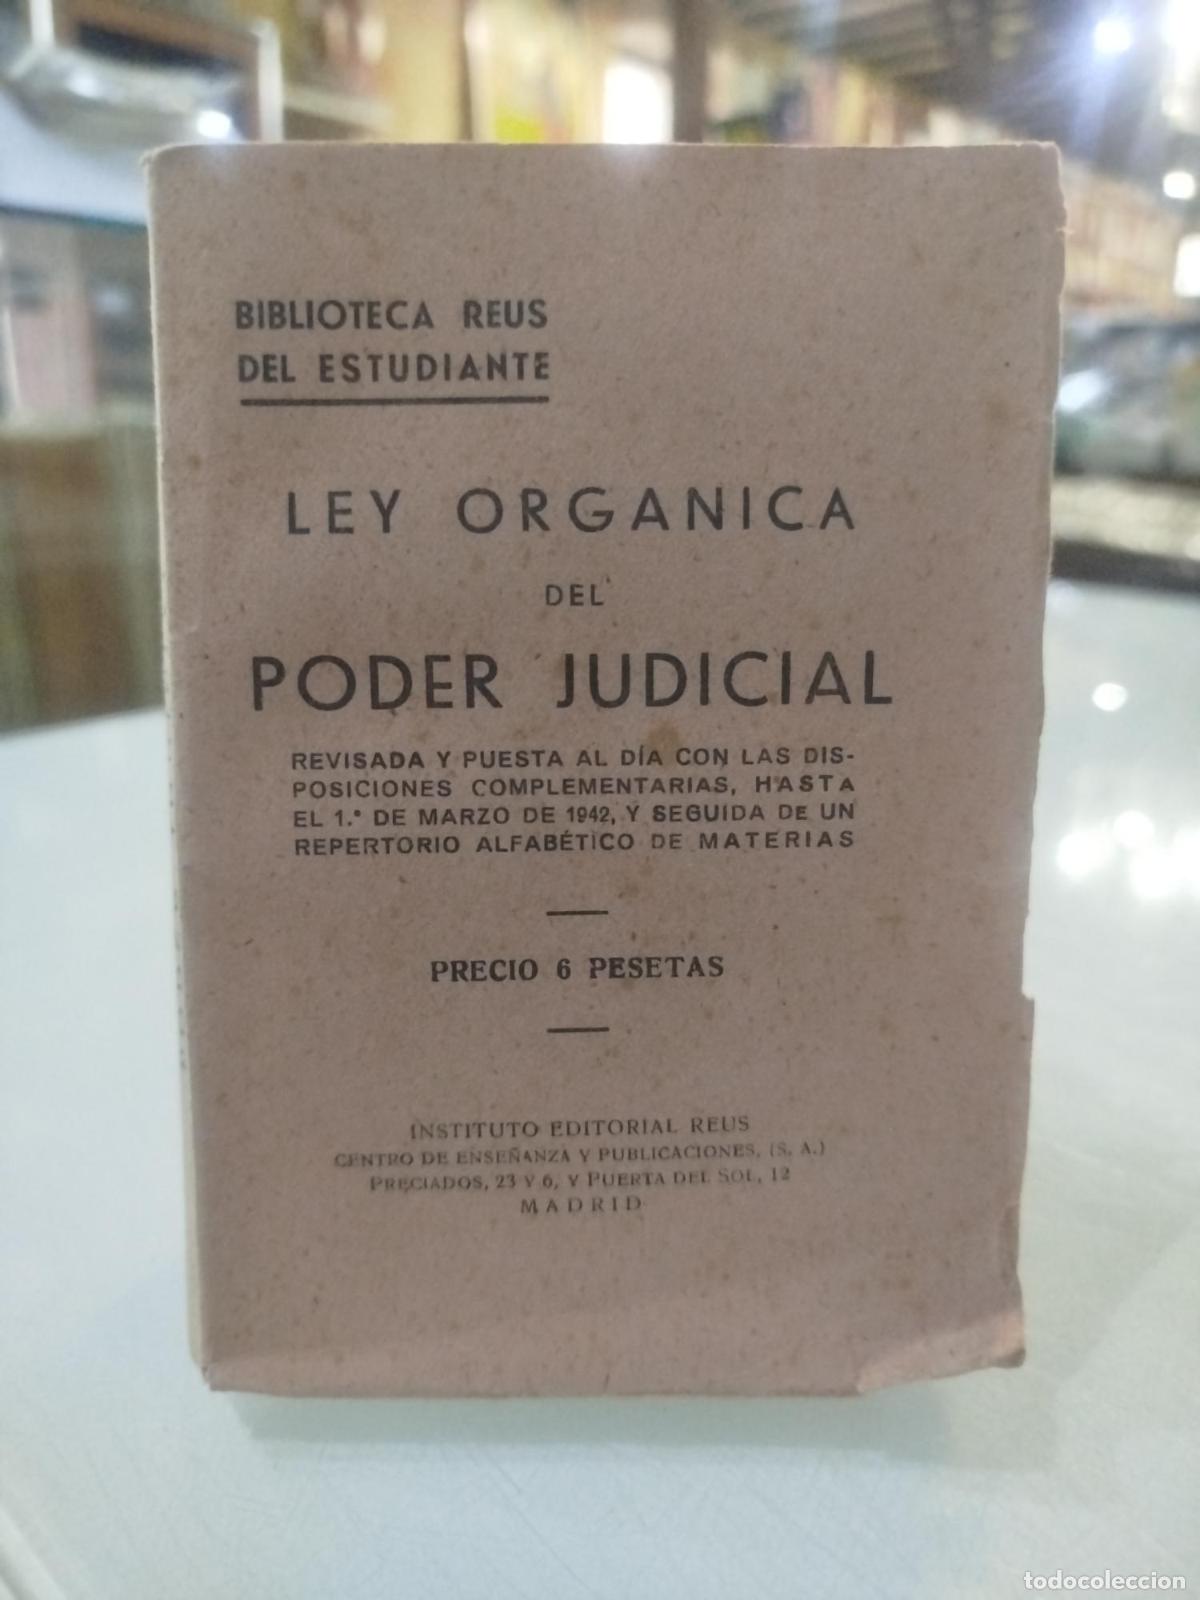 BIBLIOTECA REUS
DEL ESTUDIANTE
LEY ORGANICA
DEL
PODER JUDICIAL
REVISADA Y PUESTA AL DÍA CON LAS DIS-
POSICIONES COMPLEMENTARIAS, HASTA
EL 1.º DE MARZO DE 1942, Y SEGUIDA DE UN
REPERTORIO ALFABÉTICO DE MATERIAS
PRECIO 6 PESETAS
INSTITUTO EDITORIAL REUS
CENTRO DE ENSEÑANZA Y PUBLICACIONES, (S. A.)
PRECIADOS, 23 Y 6, Y PUERTA DEL SOL, 12
MADRID
todocoleccion